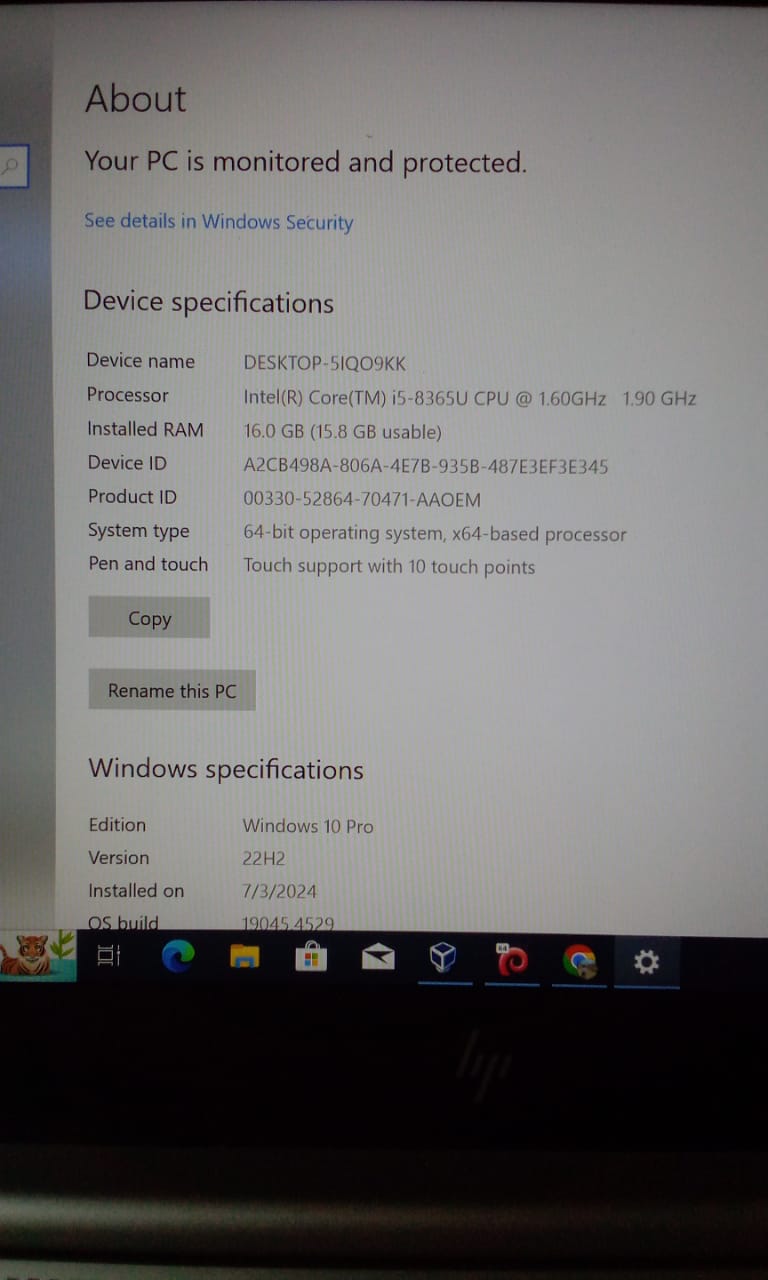 About
Your PC is monitored and protected.
See details in Windows Security
Device specifications
Device name DESKTOP-5IQO9KK
Processor Intel(R) Core(TM) i5-8365U CPU @ 1.60GHz 1.90 GHz
Installed RAM 16.0 GB (15.8 GB usable)
Device ID A2CB498A-806A-4E7B-935B-487E3EF3E345
Product ID 00330-52864-70471-AAOEM
System type 64-bit operating system, x64-based processor
Pen and touch Touch support with 10 touch points
Copy
Rename this PC
Windows specifications
Edition Windows 10 Pro
Version 22H2
Installed on 7/3/2024
OS build 19045.4529
64
hp